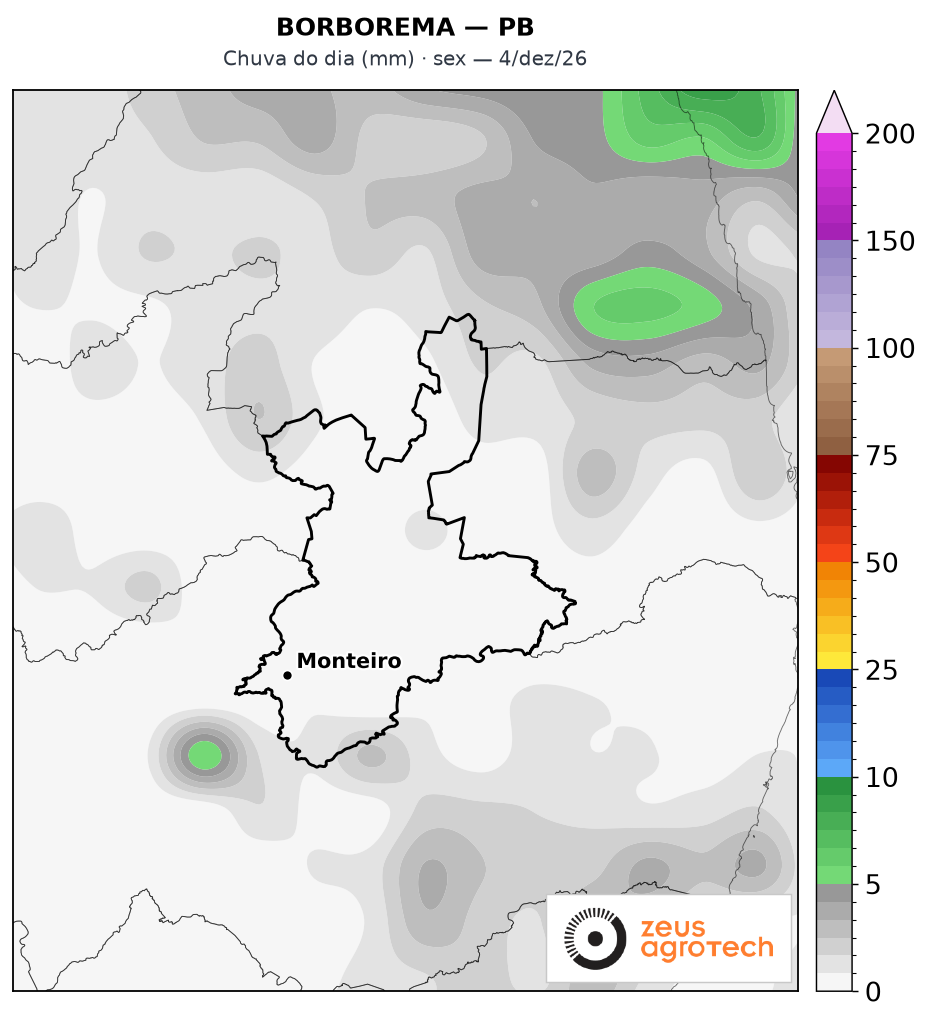 BORBOREMA — PB
Chuva do dia (mm) · sex — 4/dez/26
200
150
100
75
50
25
10
5
0
Monteiro
zeus
agrotech